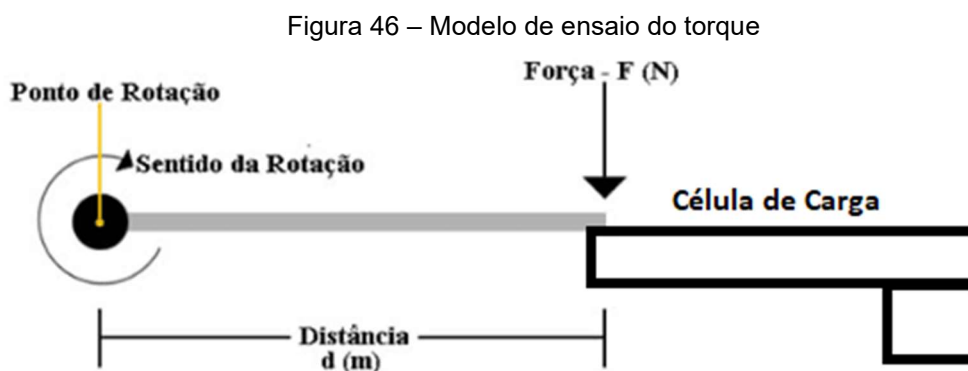 Figura 46 – Modelo de ensaio do torque
Força - F (N)
Ponto de Rotação
Sentido da Rotação
Célula de Carga
Distância
d (m)